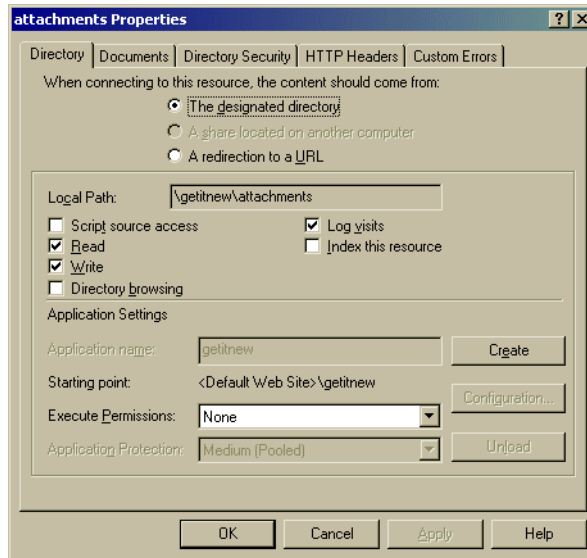 attachments Properties
Directory Documents Directory Security HTTP Headers Custom Errors
When connecting to this resource, the content should come from:
The designated directory
A share located on another computer
A redirection to a URL
Local Path: \getitnew\attachments
Script source access Log visits
Read Index this resource
Write
Directory browsing
Application Settings
Application name: getitnew Create
Starting point: <Default Web Site>\getitnew
Configuration...
Execute Permissions: None
Application Protection: Medium (Pooled) Unload
OK Cancel Apply Help